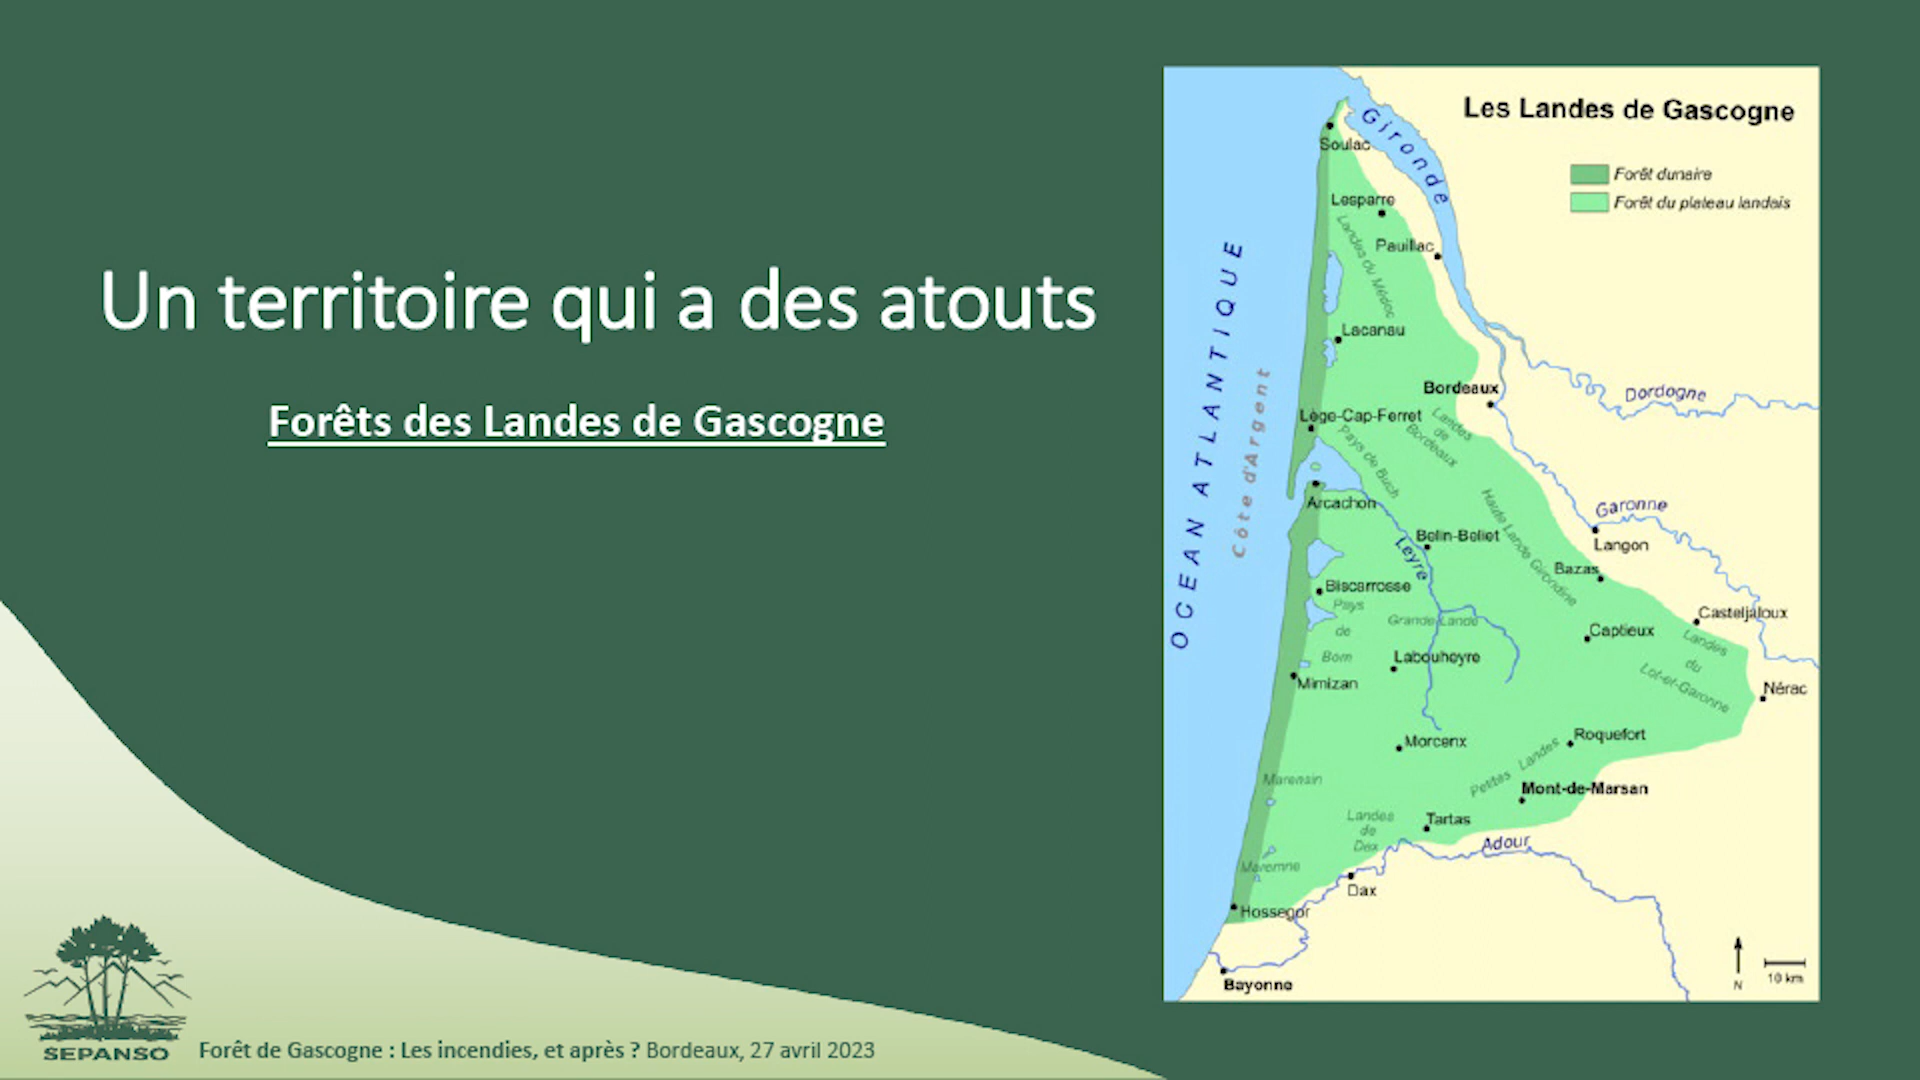 Un territoire qui a des atouts
Forêts des Landes de Gascogne
SEPANSO
Forêt de Gascogne : Les incendies, et après ? Bordeaux, 27 avril 2023
Les Landes de Gascogne
Forêt dunaire
Forêt du plateau landais
Gironde
Soulac
Lesparre
Landes du Médoc
Pauillac
OCEAN ATLANTIQUE
Côte d'Argent
Lacanau
Bordeaux
Dordogne
Lège-Cap-Ferret
Landes
de
Bordeaux
Pays de Buch
Arcachon
Haute Lande Girondine
Garonne
Langon
Belin-Beliet
Leyre
Bazas
Biscarrosse
Pays
de
Born
Grande Lande
Casteljaloux
Captieux
Landes
du
Lot-et-Garonne
Labouheyre
Mimizan
Nérac
Morcenx
Roquefort
Petites Landes
Marensin
Mont-de-Marsan
Landes
de
Dax
Tartas
Adour
Maremne
Dax
Hossegor
Bayonne
N
10 km